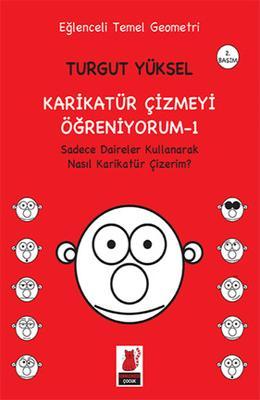 Eğlenceli Temel Geometri
TURGUT YÜKSEL
2.
BASIM
KARİKATÜR ÇİZMEYİ
ÖĞRENİYORUM-1
Sadece Daireler Kullanarak
Nasıl Karikatür Çizerim?
ÇOCUK